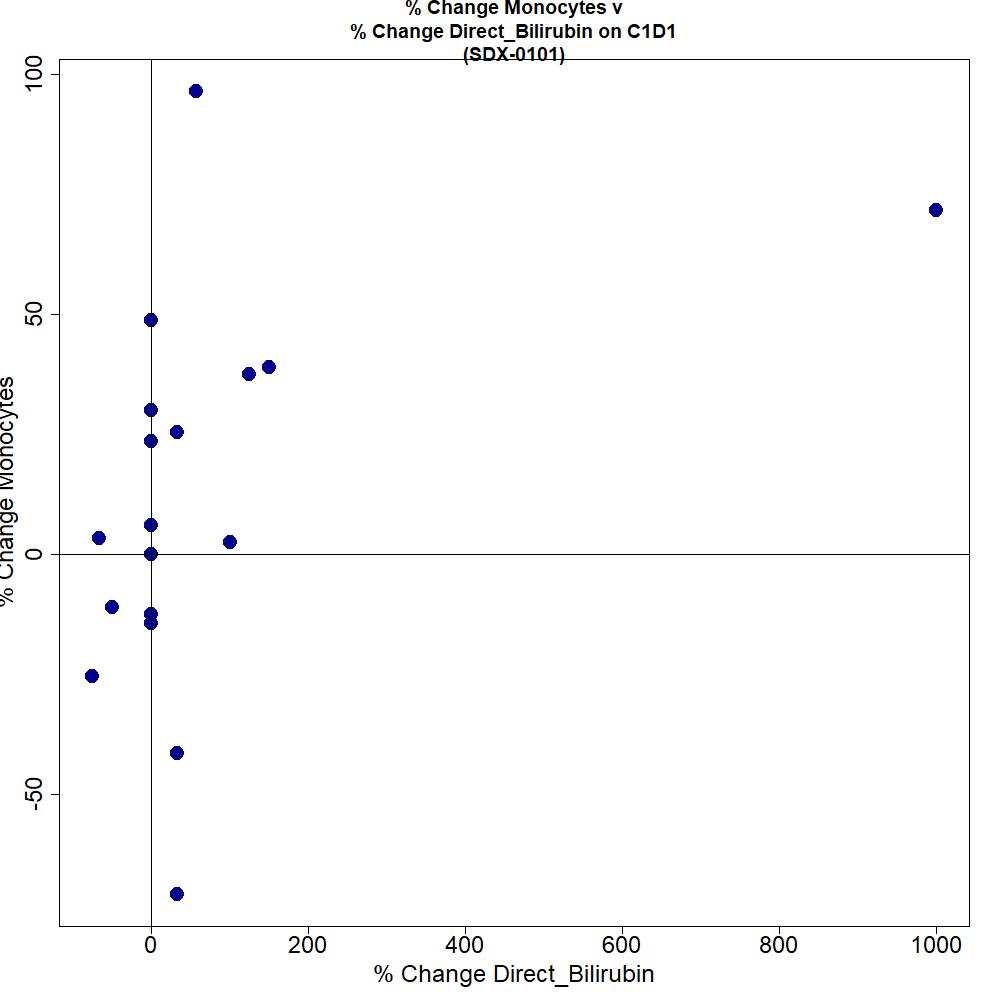 % Change Monocytes v
% Change Direct_Bilirubin on C1D1
(SDX-0101)
100
50
0
-50
% Change Monocytes
0 200 400 600 800 1000
% Change Direct_Bilirubin